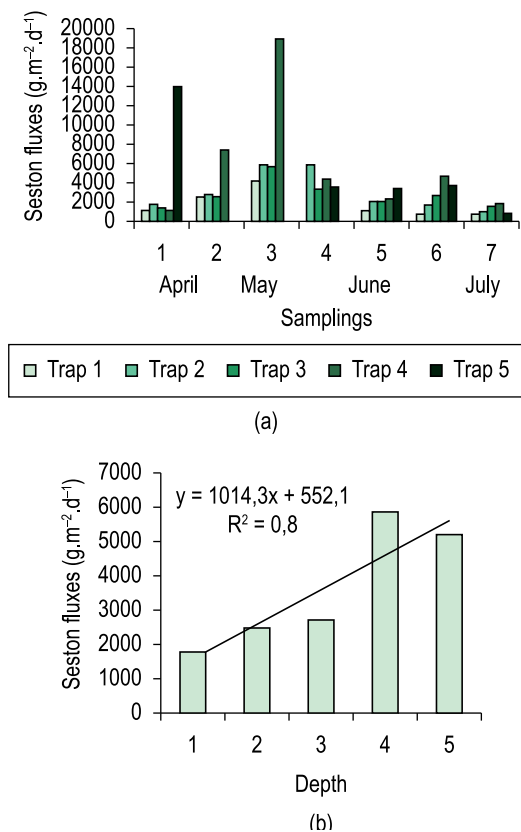 Seston fluxes (g.m⁻².d⁻¹)
20000
18000
16000
14000
12000
10000
8000
6000
4000
2000
0
1 2 3 4 5 6 7
April May June July
Samplings
Trap 1 Trap 2 Trap 3 Trap 4 Trap 5
(a)
Seston fluxes (g.m⁻².d⁻¹)
7000
6000
5000
4000
3000
2000
1000
0
y = 1014,3x + 552,1
R² = 0,8
1 2 3 4 5
Depth
(b)